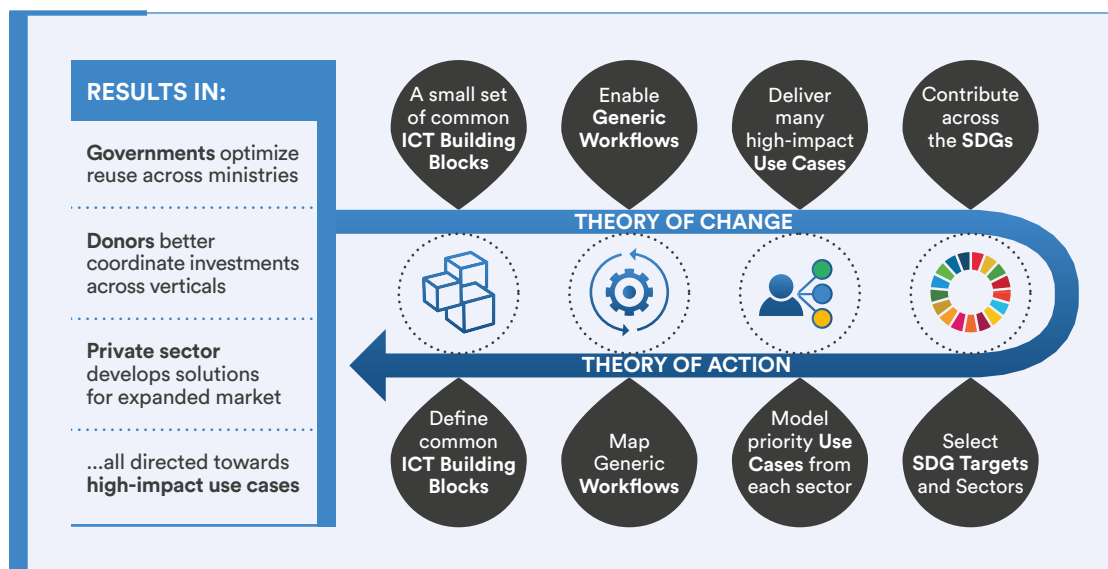 RESULTS IN:
Governments optimize
reuse across ministries
Donors better
coordinate investments
across verticals
Private sector
develops solutions
for expanded market
...all directed towards
high-impact use cases
A small set
of common
ICT Building
Blocks
Enable
Generic
Workflows
Deliver
many
high-impact
Use Cases
Contribute
across
the SDGs
THEORY OF CHANGE
THEORY OF ACTION
Define
common
ICT Building
Blocks
Map
Generic
Workflows
Model
priority Use
Cases from
each sector
Select
SDG Targets
and Sectors